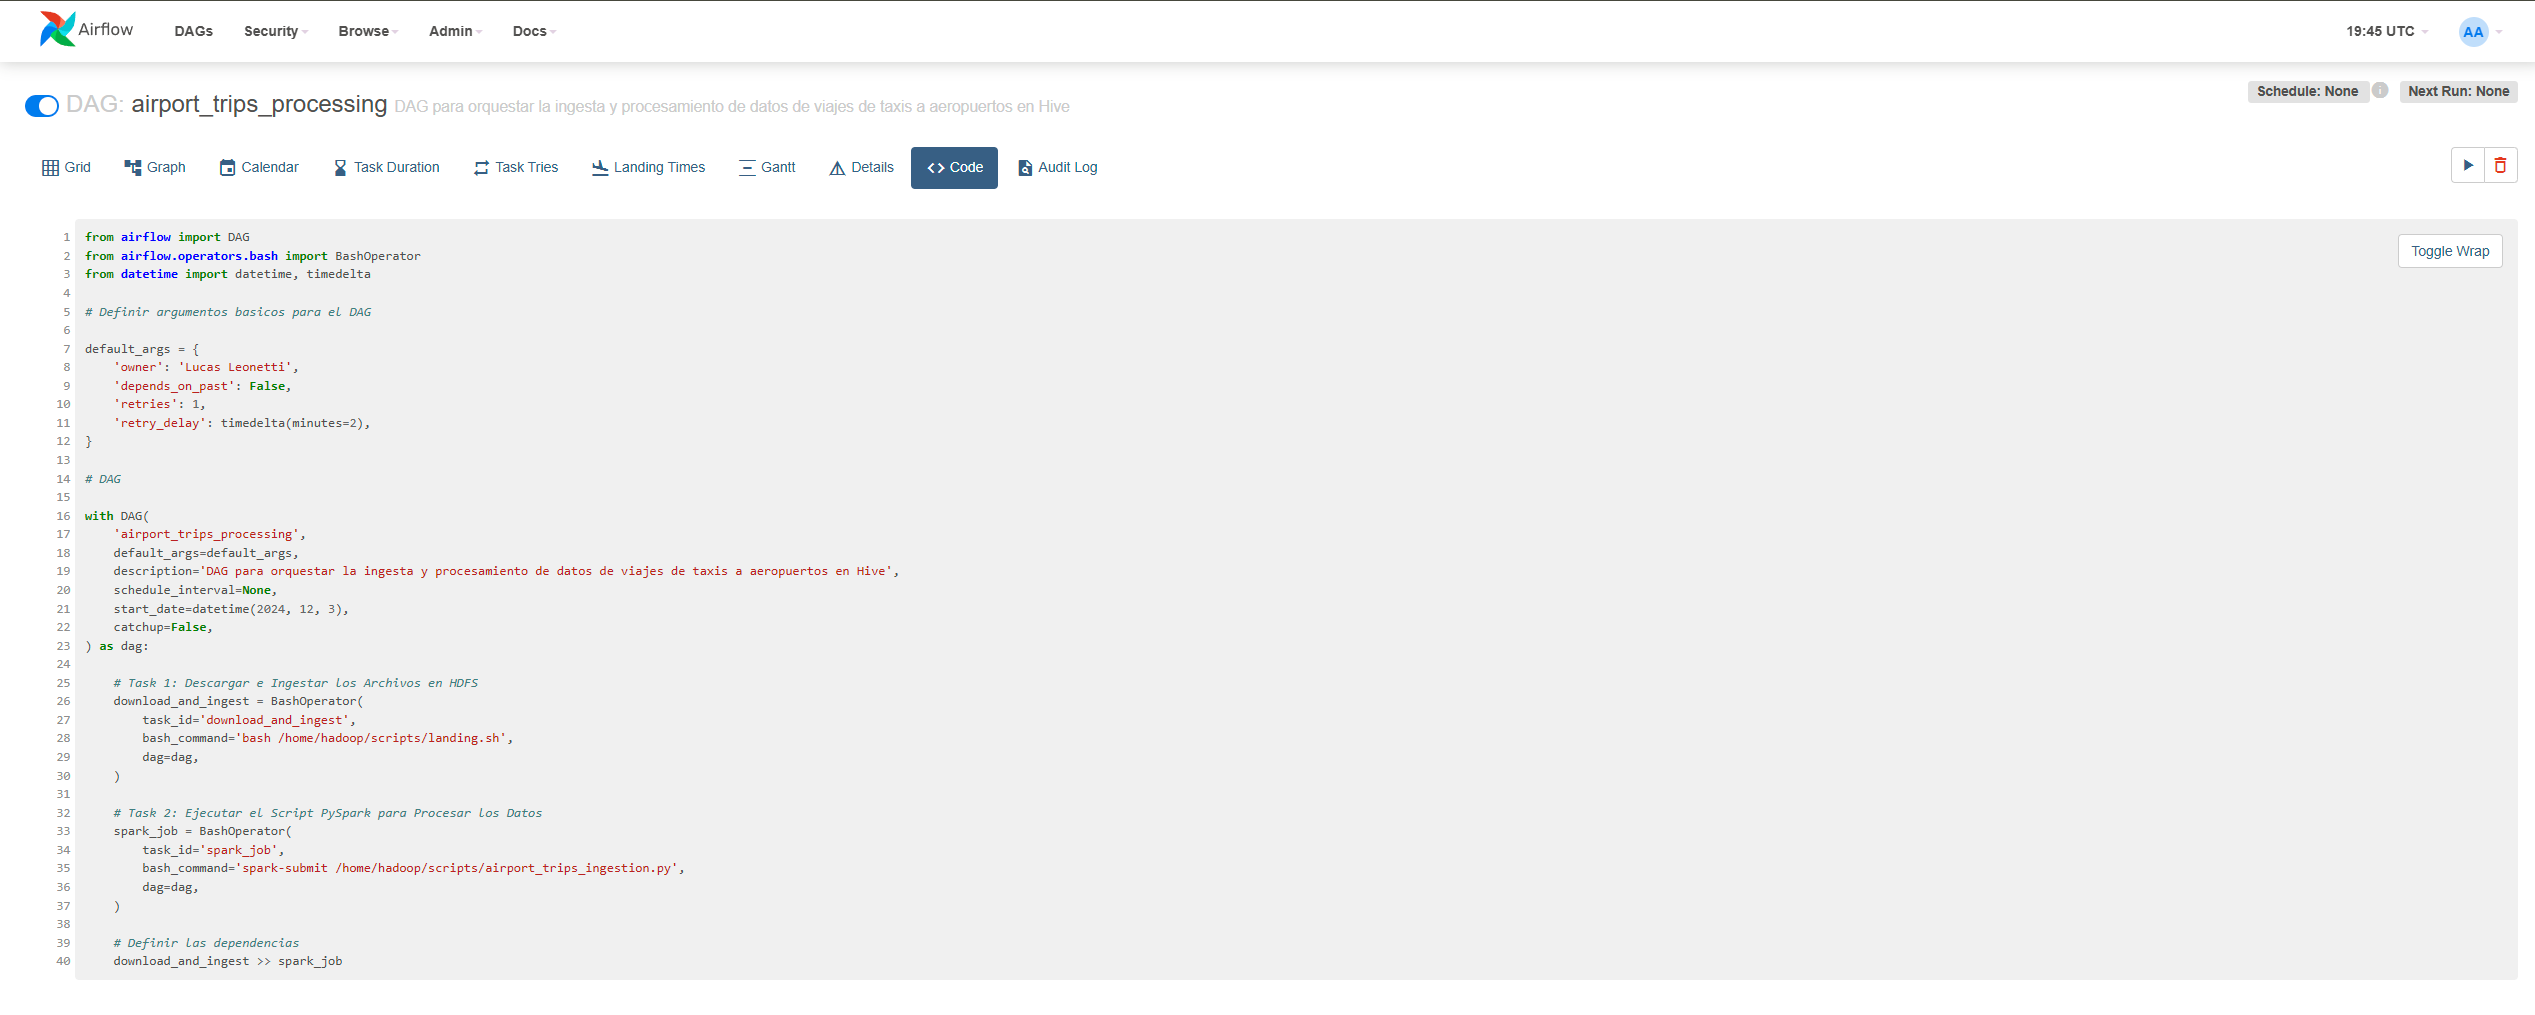 Airflow DAGs Security Browse Admin Docs 19:45 UTC AA
DAG: airport_trips_processing DAG para orquestar la ingesta y procesamiento de datos de viajes de taxis a aeropuertos en Hive Schedule: None i Next Run: None
Grid Graph Calendar Task Duration Task Tries Landing Times Gantt Details <> Code Audit Log
Toggle Wrap
1 from airflow import DAG
2 from airflow.operators.bash import BashOperator
3 from datetime import datetime, timedelta
4
5 # Definir argumentos basicos para el DAG
6
7 default_args = {
8     'owner': 'Lucas Leonetti',
9     'depends_on_past': False,
10     'retries': 1,
11     'retry_delay': timedelta(minutes=2),
12 }
13
14 # DAG
15
16 with DAG(
17     'airport_trips_processing',
18     default_args=default_args,
19     description='DAG para orquestar la ingesta y procesamiento de datos de viajes de taxis a aeropuertos en Hive',
20     schedule_interval=None,
21     start_date=datetime(2024, 12, 3),
22     catchup=False,
23 ) as dag:
24
25     # Task 1: Descargar e Ingestar los Archivos en HDFS
26     download_and_ingest = BashOperator(
27         task_id='download_and_ingest',
28         bash_command='bash /home/hadoop/scripts/landing.sh',
29         dag=dag,
30     )
31
32     # Task 2: Ejecutar el Script PySpark para Procesar los Datos
33     spark_job = BashOperator(
34         task_id='spark_job',
35         bash_command='spark-submit /home/hadoop/scripts/airport_trips_ingestion.py',
36         dag=dag,
37     )
38
39     # Definir las dependencias
40     download_and_ingest >> spark_job